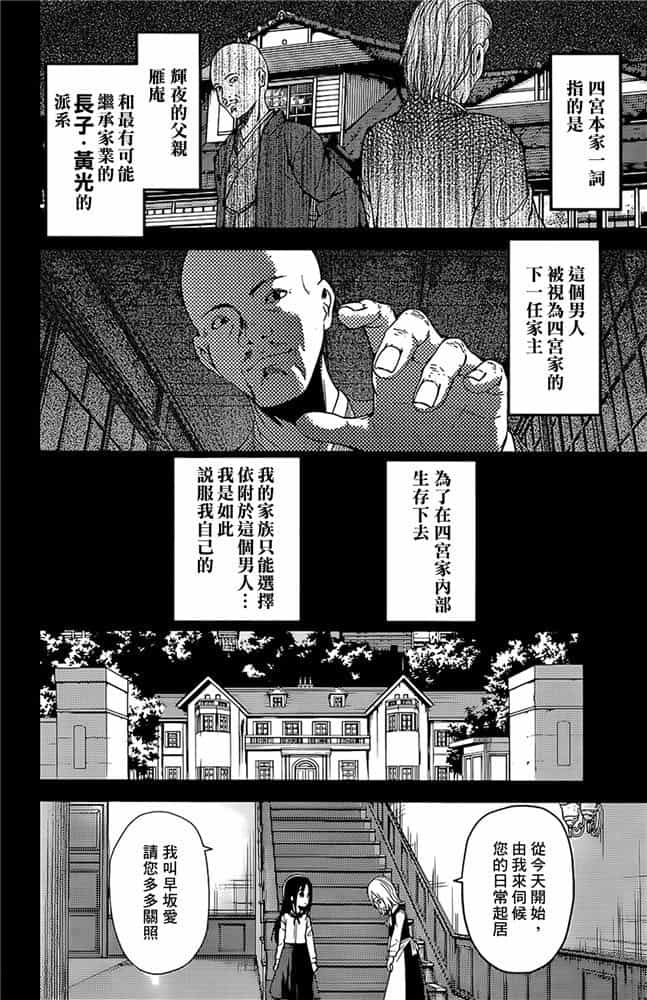 四宮本家一詞
指的是
輝夜的父親
雁庵
和最有可能
繼承家業的
長子·黃光的
派系
這個男人
被視為四宮家的
下一任家主
為了在四宮家內部
生存下去
我的家族只能選擇
依附於這個男人…
我是如此
説服我自己的
從今天開始，
由我來伺候
您的日常起居
我叫早坂愛
請您多多關照